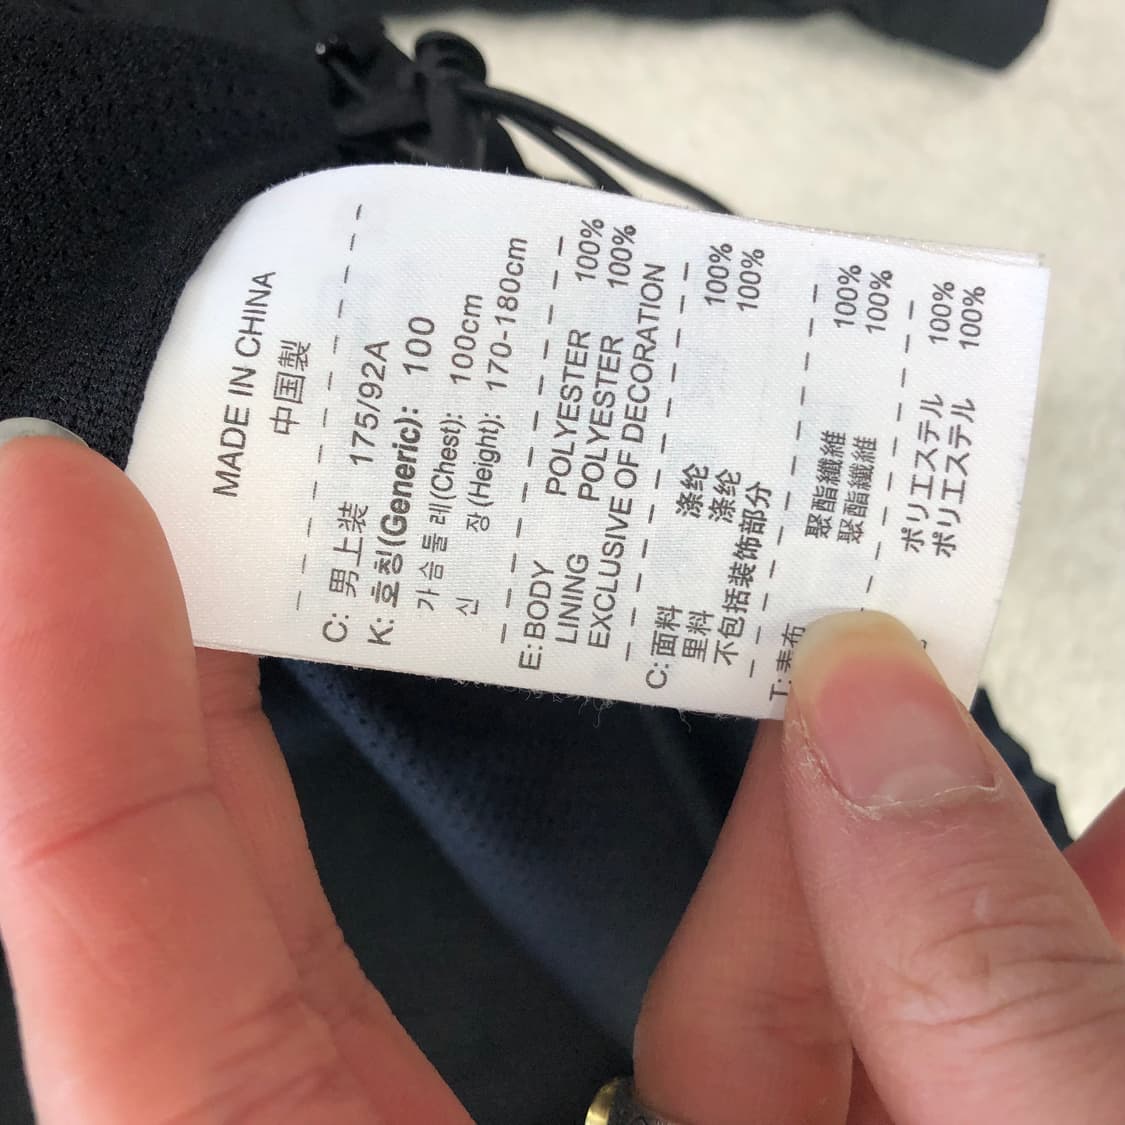 MADE IN CHINA
中国製
C: 男上装 175/92A
K: 호칭(Generic): 100
가슴둘레(Chest): 100cm
신 장(Height): 170-180cm
E: BODY POLYESTER 100%
LINING POLYESTER 100%
EXCLUSIVE OF DECORATION
C: 面料 涤纶 100%
里料 涤纶 100%
不包括装饰部分
T: 表布 聚酯纖維 100%
聚酯纖維 100%
ポリエステル 100%
ポリエステル 100%